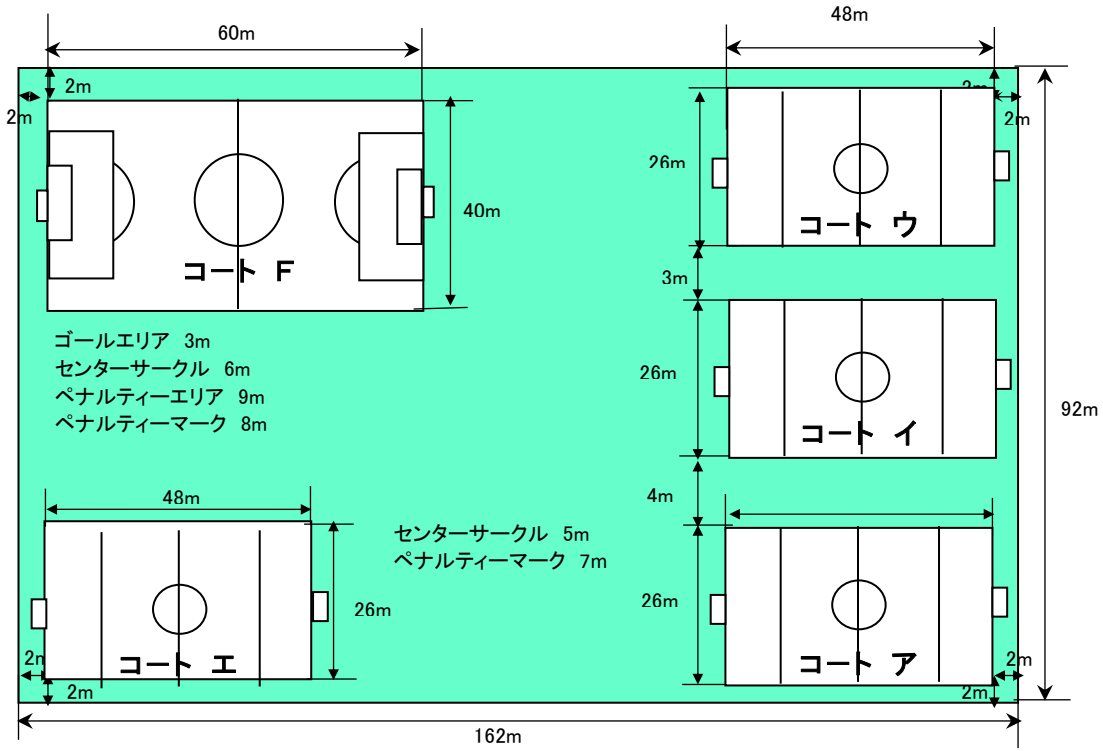 60m
48m
2m
2m
2m
2m
26m
コート ウ
40m
コート F
3m
ゴールエリア 3m
センターサークル 6m
ペナルティーエリア 9m
ペナルティーマーク 8m
26m
コート イ
92m
4m
48m
センターサークル 5m
ペナルティーマーク 7m
26m
コート エ
26m
コート ア
2m
2m
2m
2m
162m